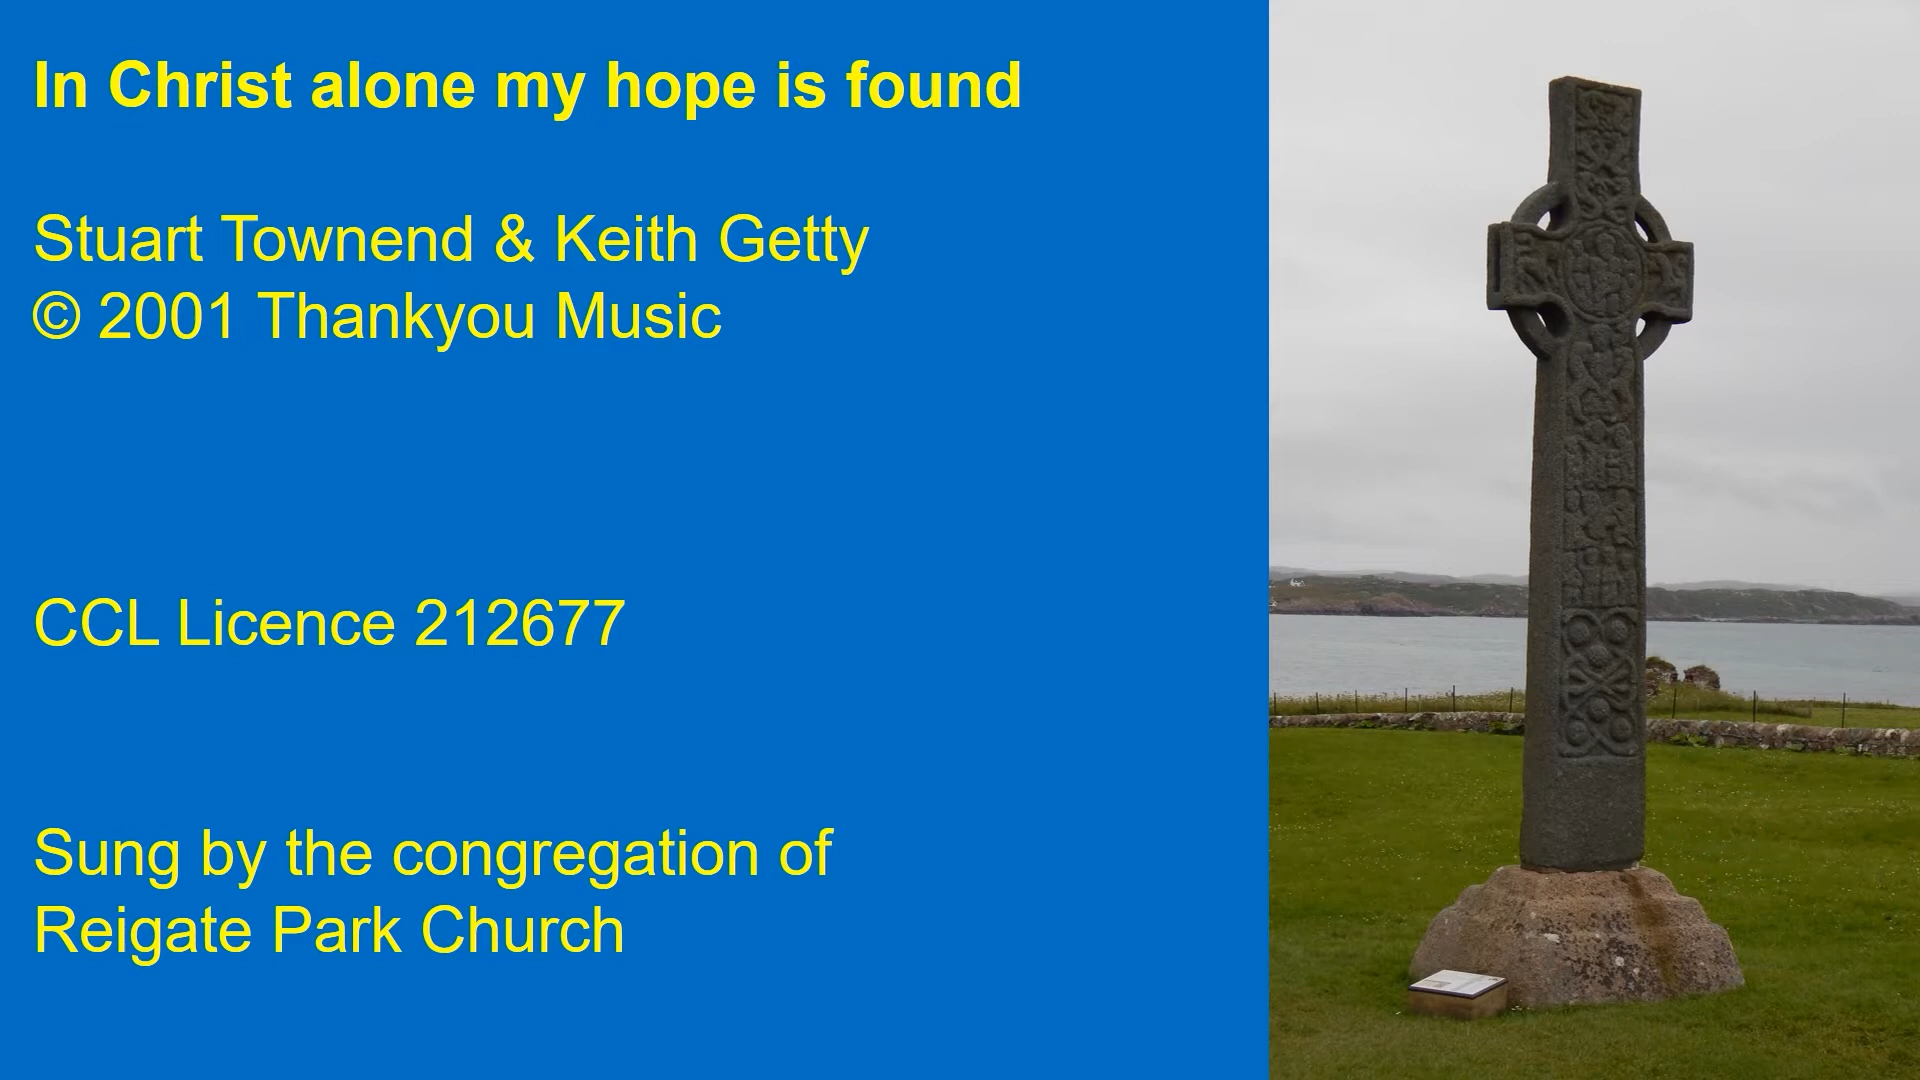 In Christ alone my hope is found
Stuart Townend & Keith Getty
© 2001 Thankyou Music
CCL Licence 212677
Sung by the congregation of
Reigate Park Church